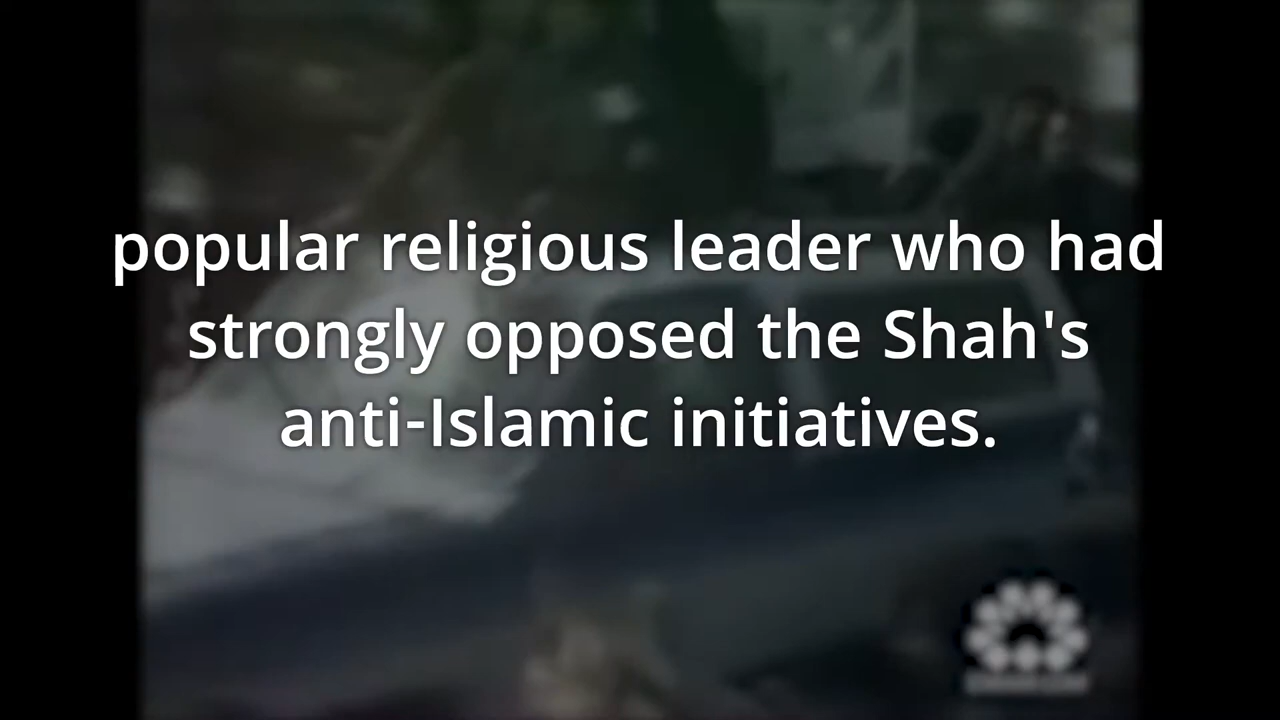 popular religious leader who had
strongly opposed the Shah's
anti-Islamic initiatives.